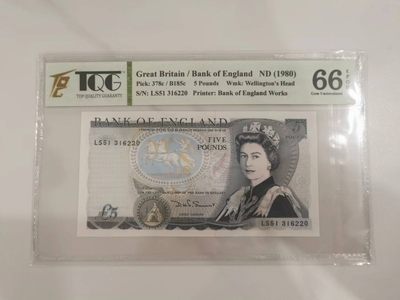 TQG
TOP QUALITY GUARANTY
Great Britain / Bank of England ND (1980)
Pick: 378c / B185c 5 Pounds Wmk: Wellington's Head
S/N: LS51 316220 Printer: Bank of England Works
66
EPQ
Gem Uncirculated
BANK OF ENGLAND
5
FIVE
POUNDS
LS51 316220
£5
LS51 316220